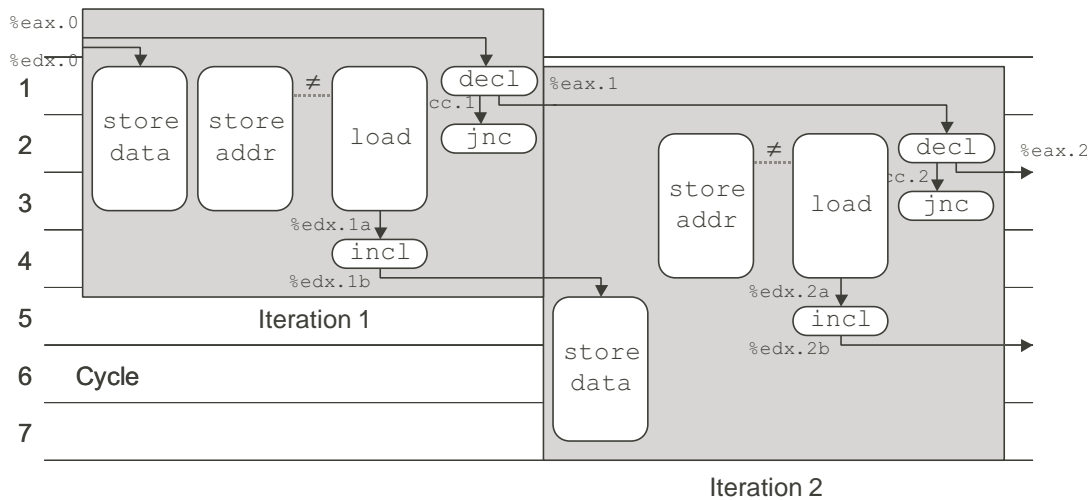 %eax.0
%edx.0
1
2
3
4
5
6
7
Cycle
store
data
store
addr
≠
load
decl
cc.1
jnc
%eax.1
%edx.1a
incl
%edx.1b
Iteration 1
store
addr
≠
load
decl
cc.2
jnc
%eax.2
%edx.2a
incl
%edx.2b
store
data
Iteration 2